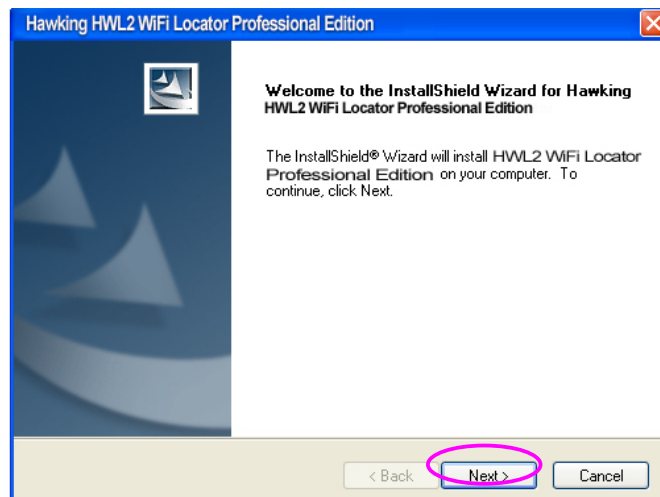 Hawking HWL2 WiFi Locator Professional Edition
Welcome to the InstallShield Wizard for Hawking
HWL2 WiFi Locator Professional Edition
The InstallShield® Wizard will install HWL2 WiFi Locator
Professional Edition on your computer. To
continue, click Next.
< Back Next > Cancel